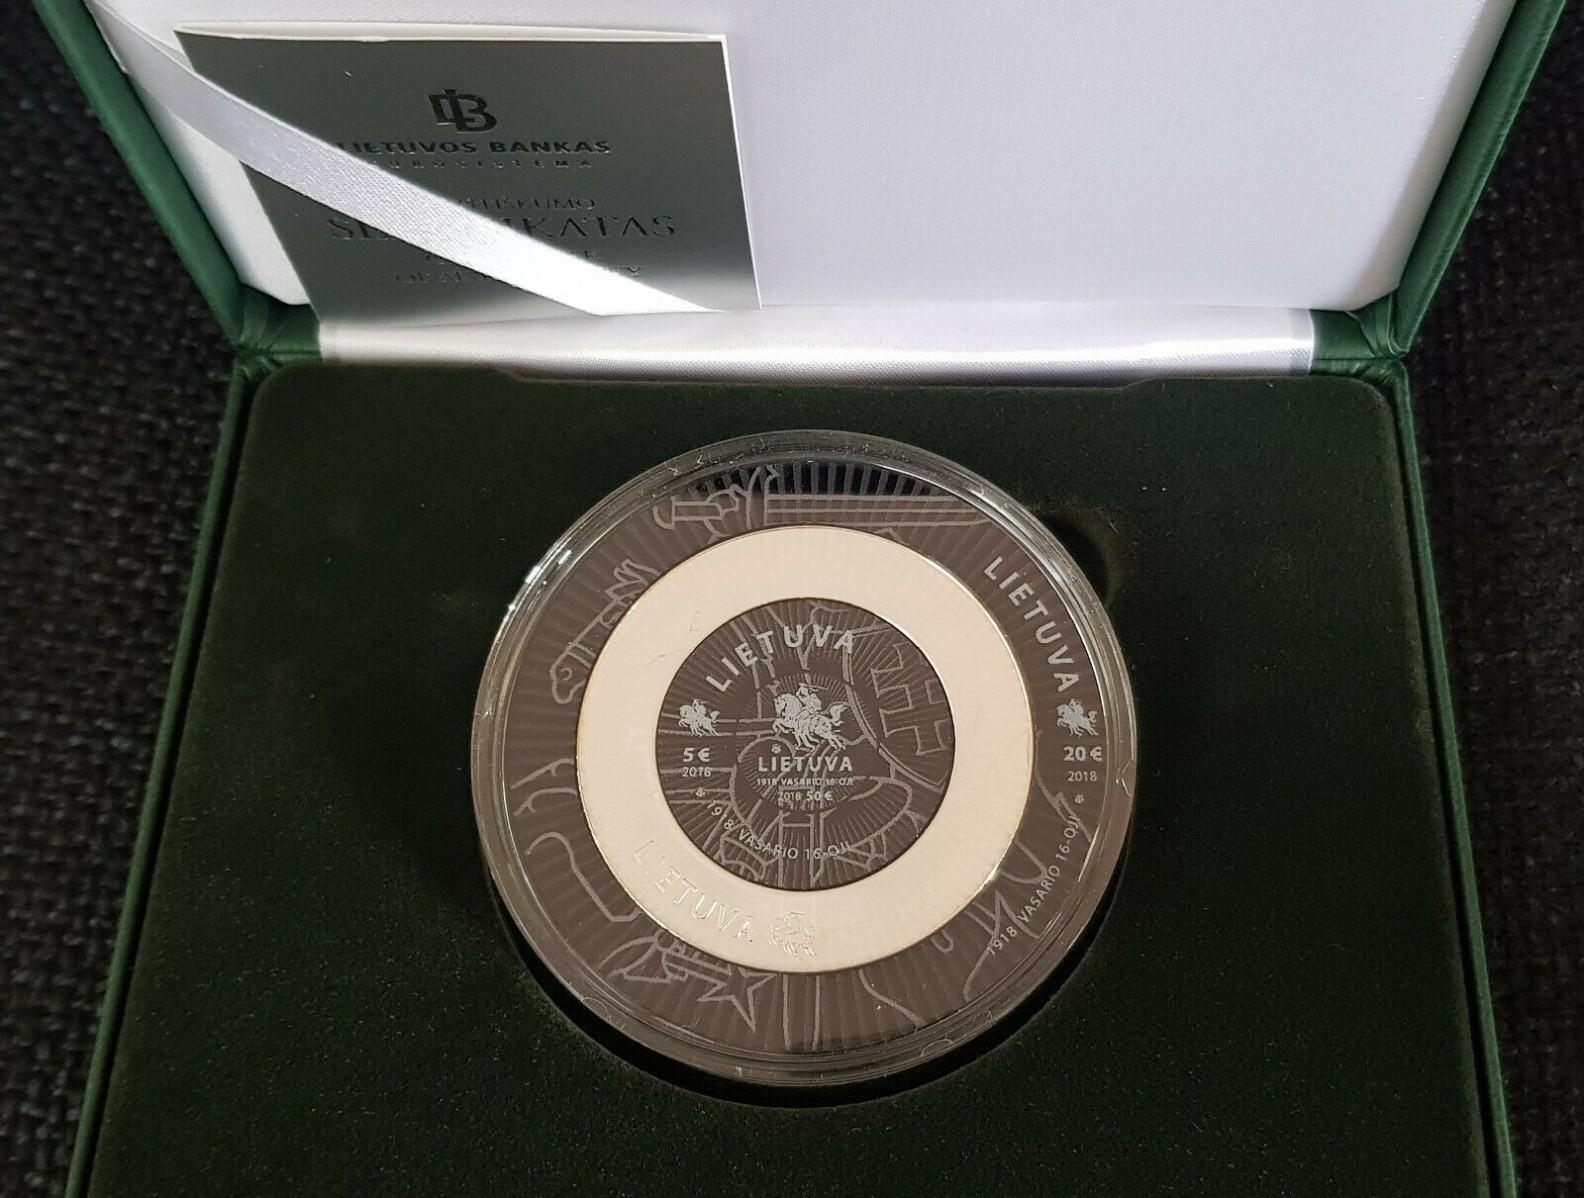 LB
LIETUVOS BANKAS
LIETUVA
5 €
2018
LIETUVA
1918 VASARIO 16-OJI
2018 50 €
1918 VASARIO 16-OJI
LIETUVA
20 €
2018
1918 VASARIO 16-OJI
LIETUVA